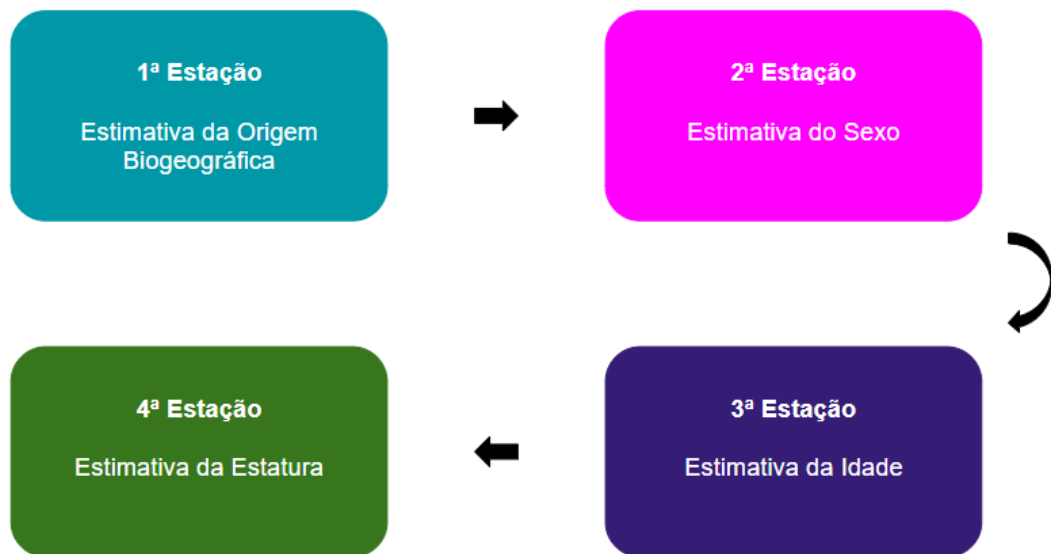 1ª Estação
Estimativa da Origem
Biogeográfica
2ª Estação
Estimativa do Sexo
3ª Estação
Estimativa da Idade
4ª Estação
Estimativa da Estatura